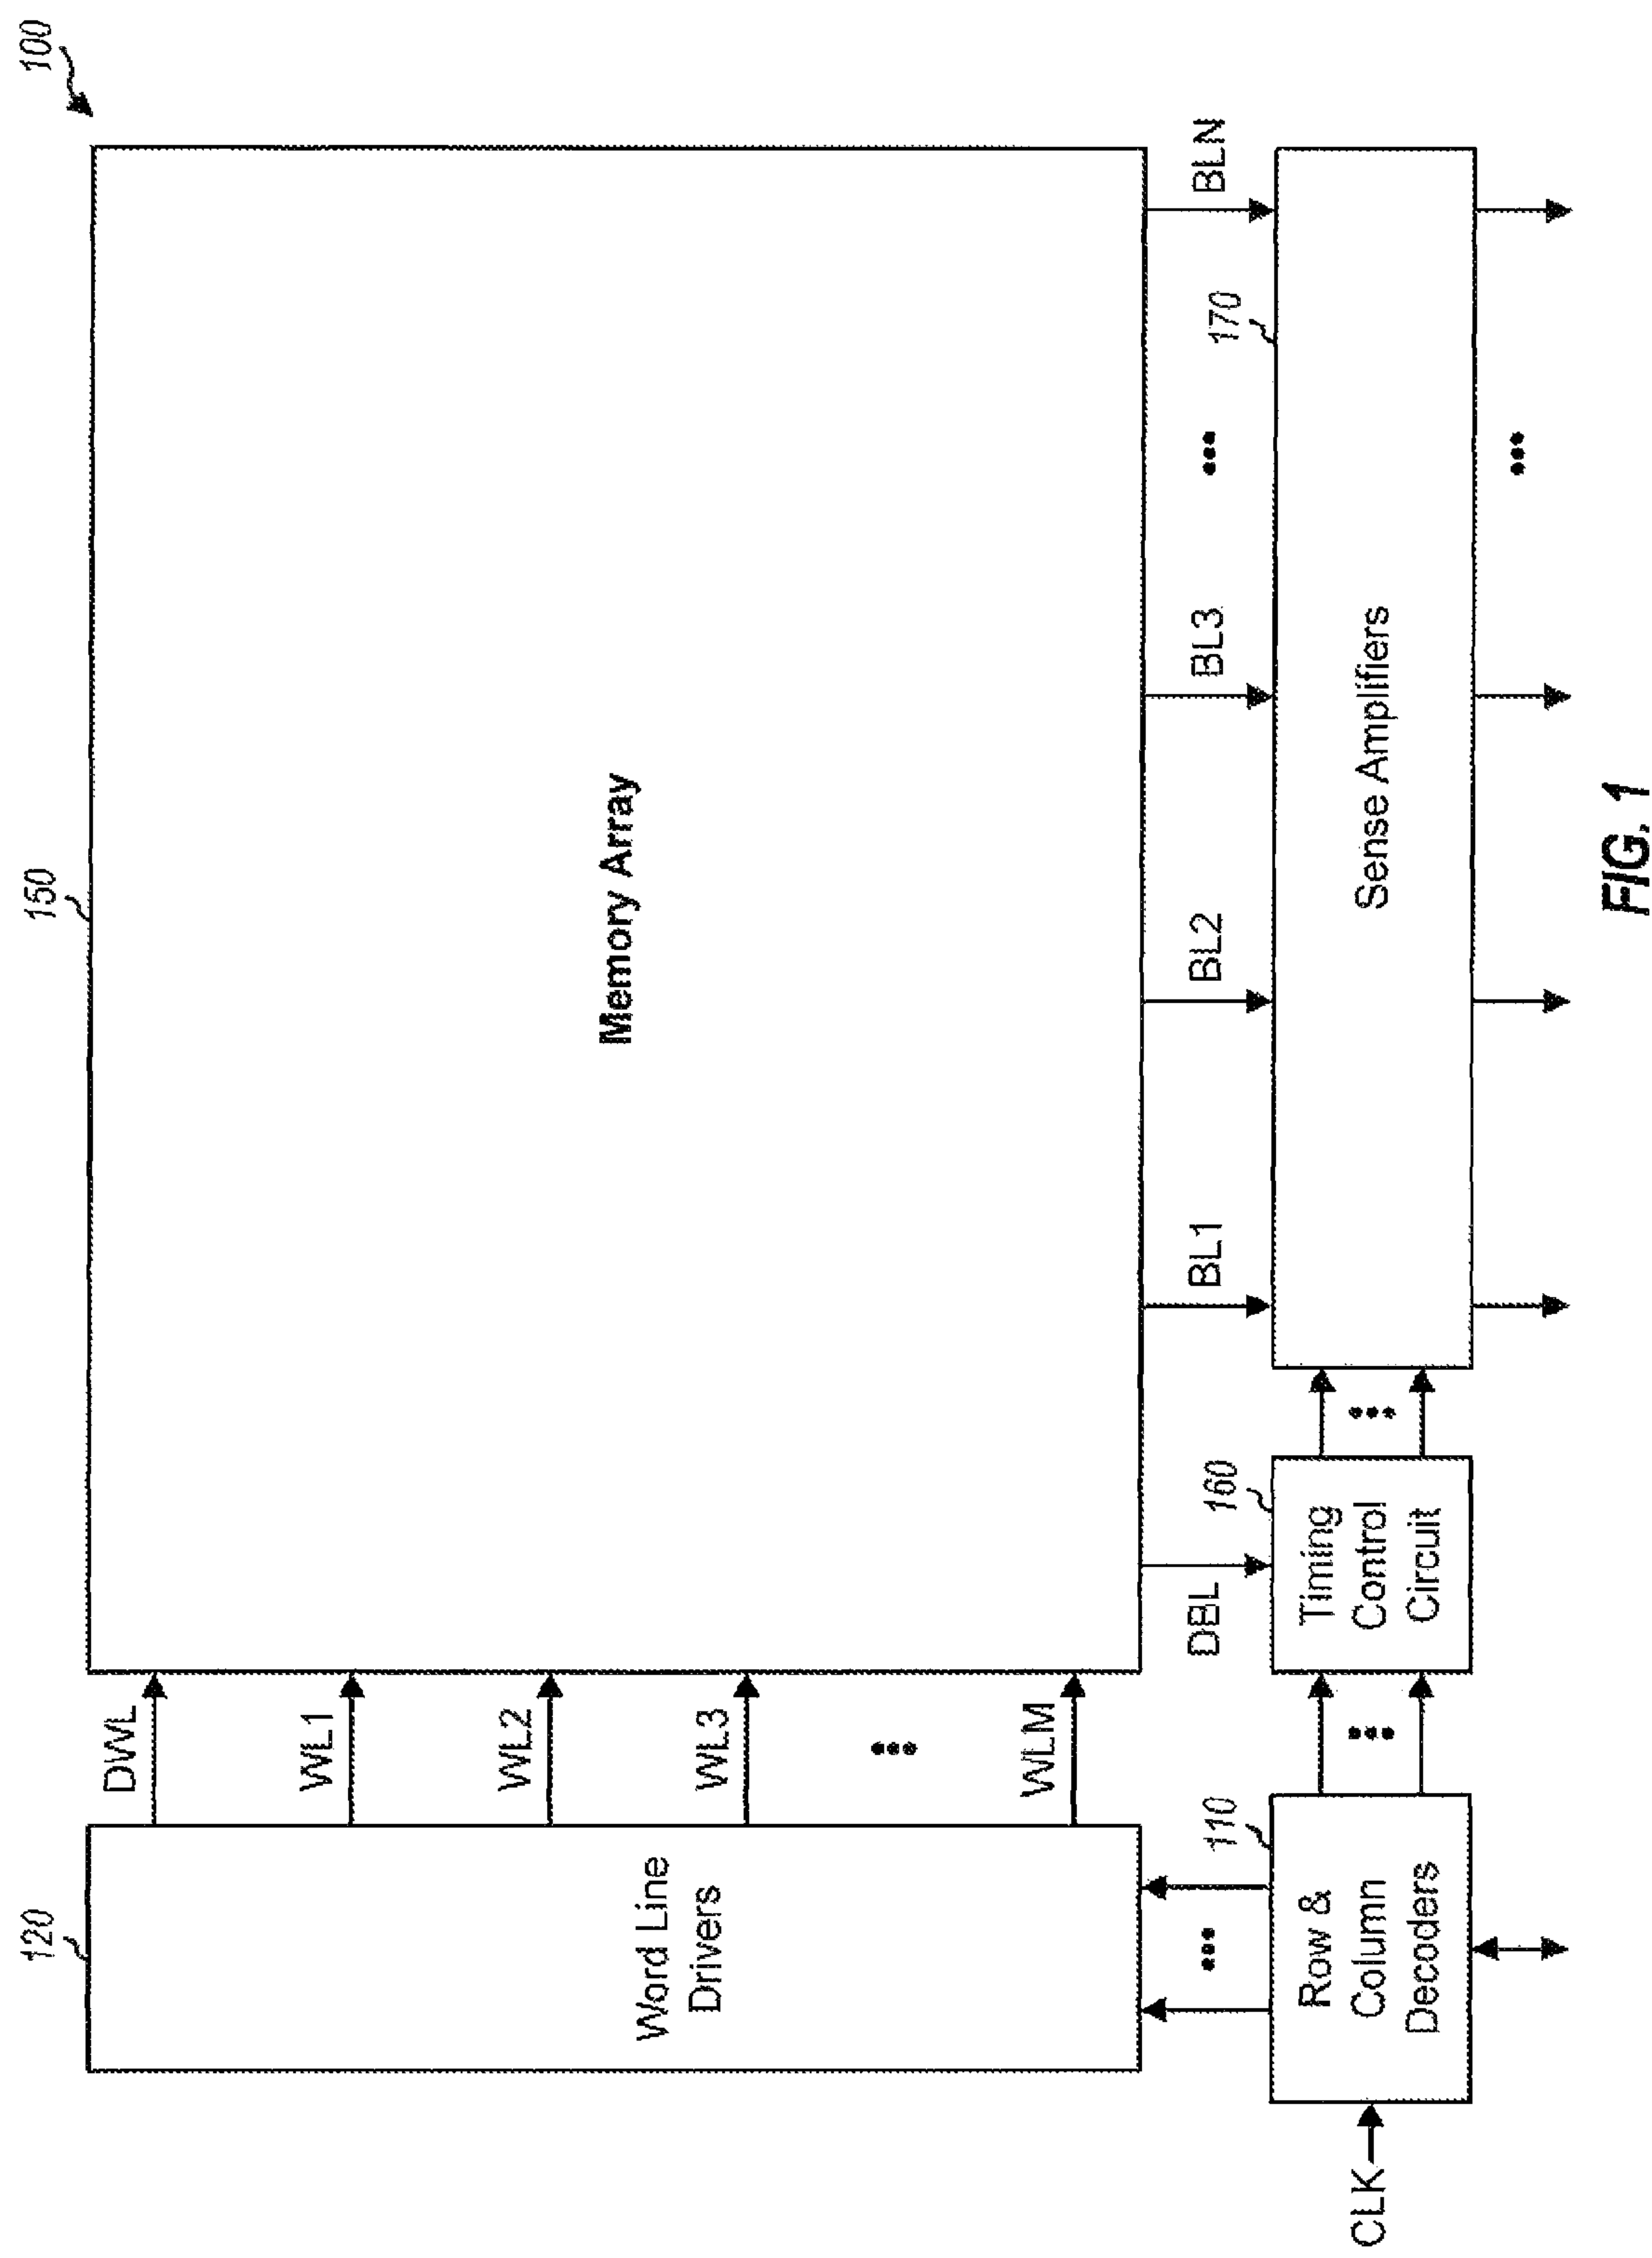 100
150
120
Memory Array
Word Line
Drivers
DWL
WL1
WL2
WL3
•••
WLM
DBL
BL1
BL2
BL3
•••
BLN
110
160
170
CLK
Row &
Column
Decoders
•••
•••
Timing
Control
Circuit
•••
Sense Amplifiers
•••
FIG. 1